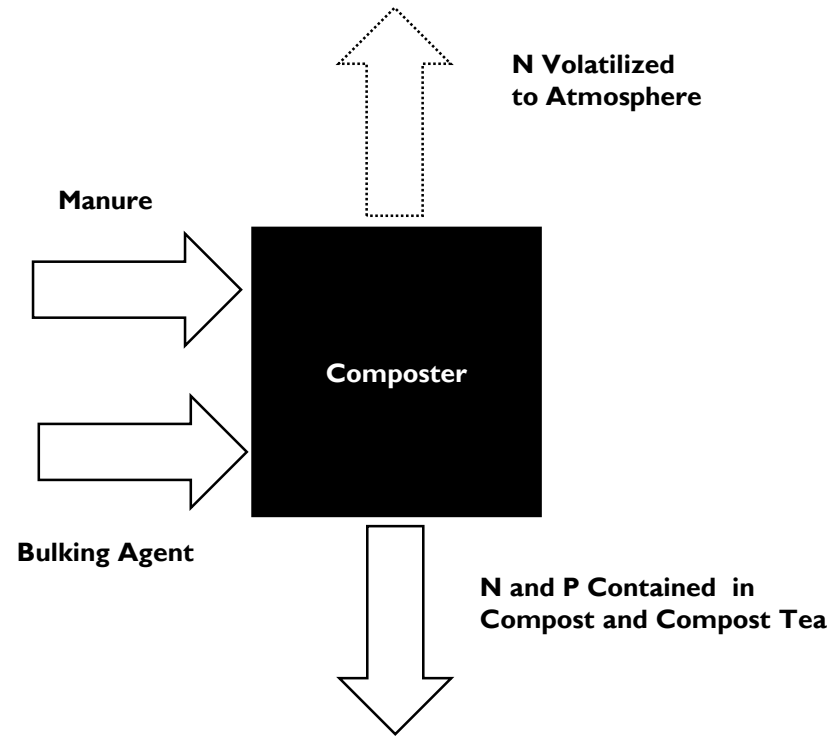 N Volatilized
to Atmosphere
Manure
Composter
Bulking Agent
N and P Contained in
Compost and Compost Tea